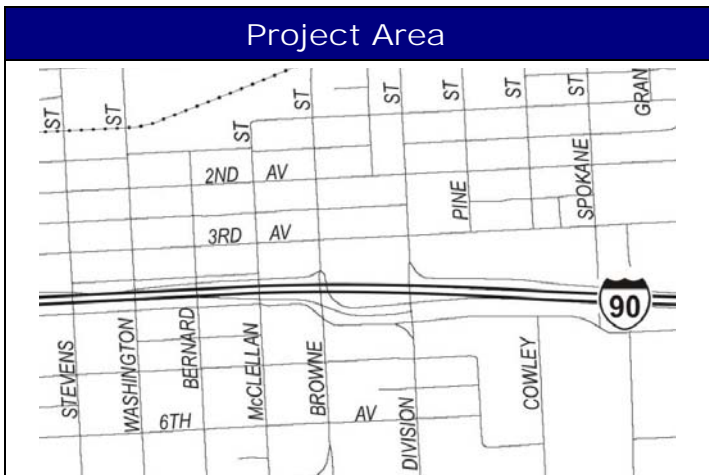 Project Area
ST
ST
ST
ST
ST
ST
ST
ST
GRAN
2ND AV
3RD AV
PINE
SPOKANE
90
STEVENS
WASHINGTON
BERNARD
McCLELLAN
BROWNE
DIVISION
COWLEY
6TH AV